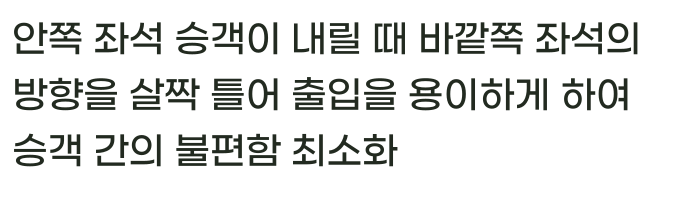 안쪽 좌석 승객이 내릴 때 바깥쪽 좌석의
방향을 살짝 틀어 출입을 용이하게 하여
승객 간의 불편함 최소화